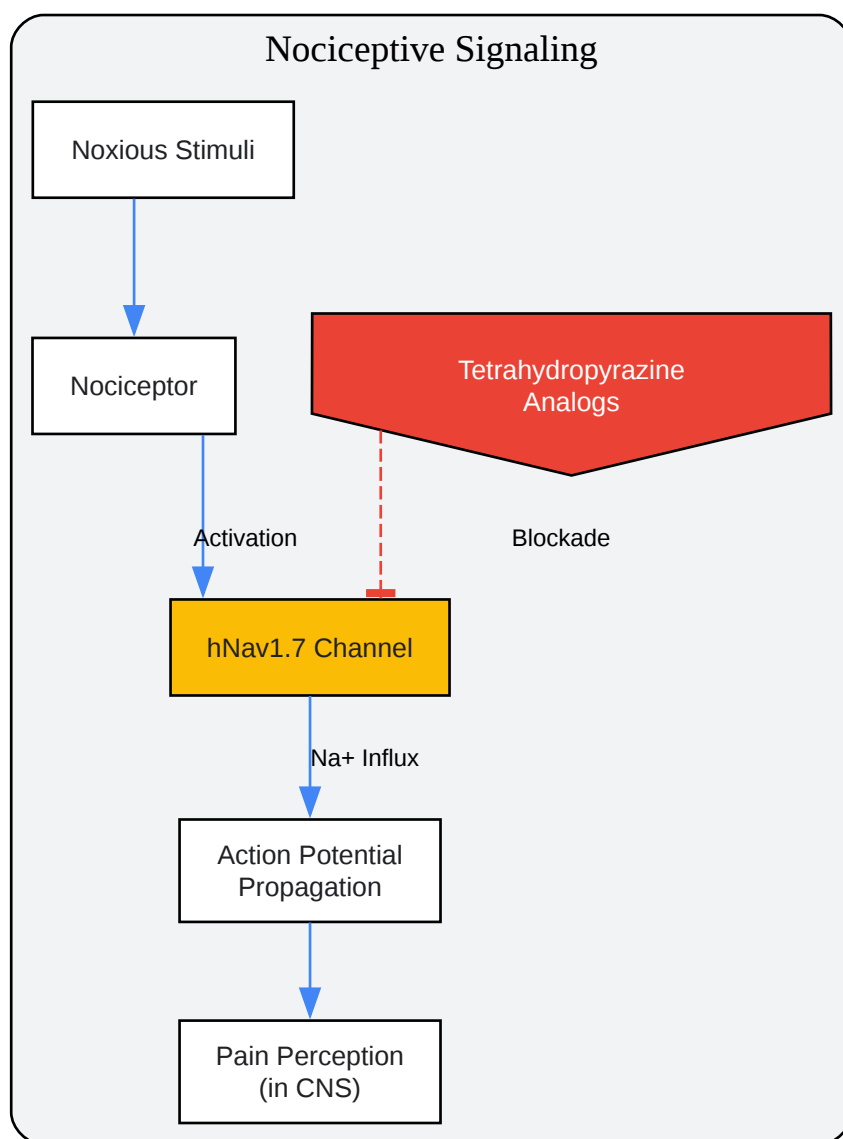 Nociceptive Signaling
Noxious Stimuli
Nociceptor
Tetrahydropyrazine
Analogs
Activation
Blockade
hNav1.7 Channel
Na+ Influx
Action Potential
Propagation
Pain Perception
(in CNS)